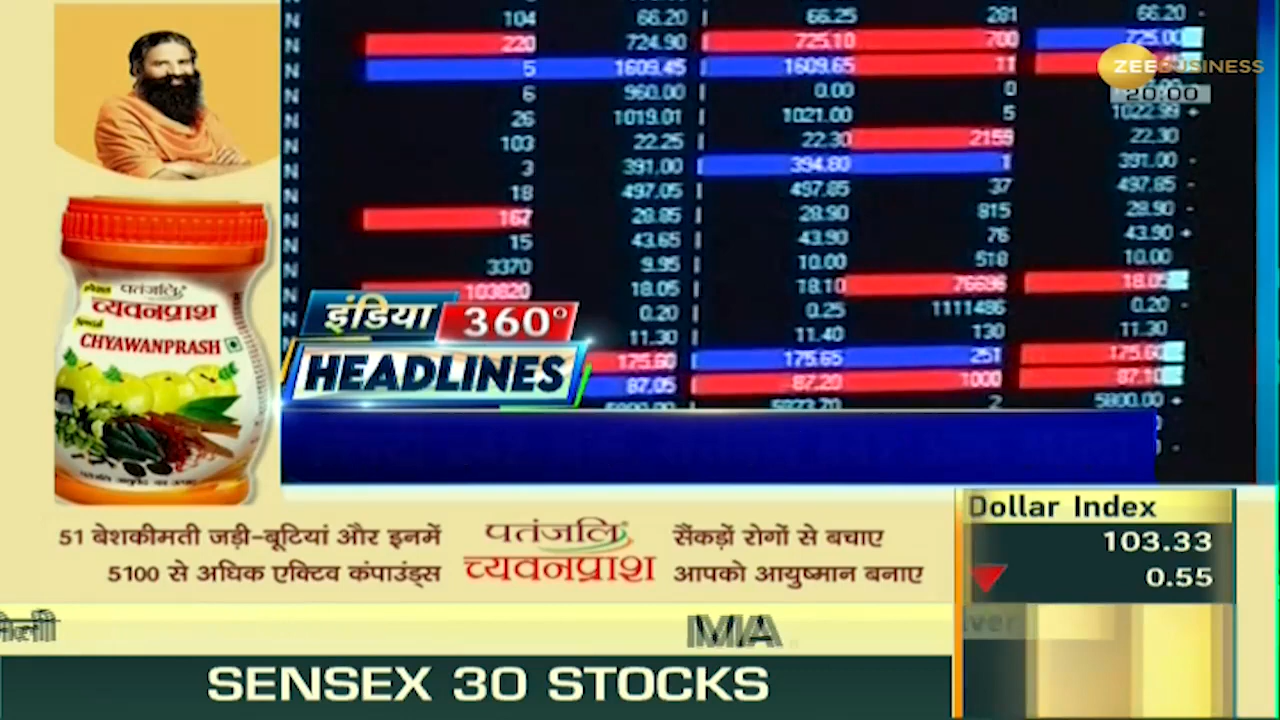 104 66.20 66.25 281 66.20 -
N 220 724.90 725.10 700 725.00
N 5 1609.45 1609.65 11
N 6 960.00 0.00 0
N 26 1019.01 1021.00 5 1022.39 +
N 103 22.25 22.30 2159 22.39
N 3 391.00 394.80 1 391.00 -
N 18 497.05 497.85 37 497.85 -
N 167 28.85 28.90 815 28.90 -
N 15 43.65 43.90 76 43.90 +
N 3370 9.95 10.00 518 10.00
N 103820 18.05 18.10 76696 18.05
N 0.20 0.25 1111486 0.20 -
11.30 11.40 130 11.30
175.60 175.65 251 175.60
87.05 87.20 1000 87.10
5823.70 2 5800.00 +
ZEEBUSINESS
20:00
इंडिया 360°
HEADLINES
पतंजलि
च्यवनप्राश
Special
CHYAWANPRASH
51 बेशकीमती जड़ी-बूटियां और इनमें
5100 से अधिक एक्टिव कंपाउंड्स
पतंजलि
च्यवनप्राश
सैंकड़ों रोगों से बचाए
आपको आयुष्मान बनाए
Dollar Index
103.33
0.55
SENSEX 30 STOCKS